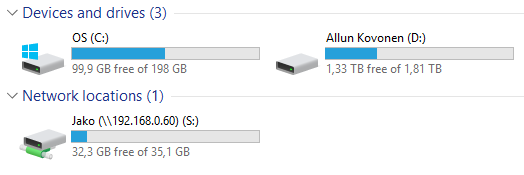 Devices and drives (3)
OS (C:)
99,9 GB free of 198 GB
Allun Kovonen (D:)
1,33 TB free of 1,81 TB
Network locations (1)
Jako (\\192.168.0.60) (S:)
32,3 GB free of 35,1 GB